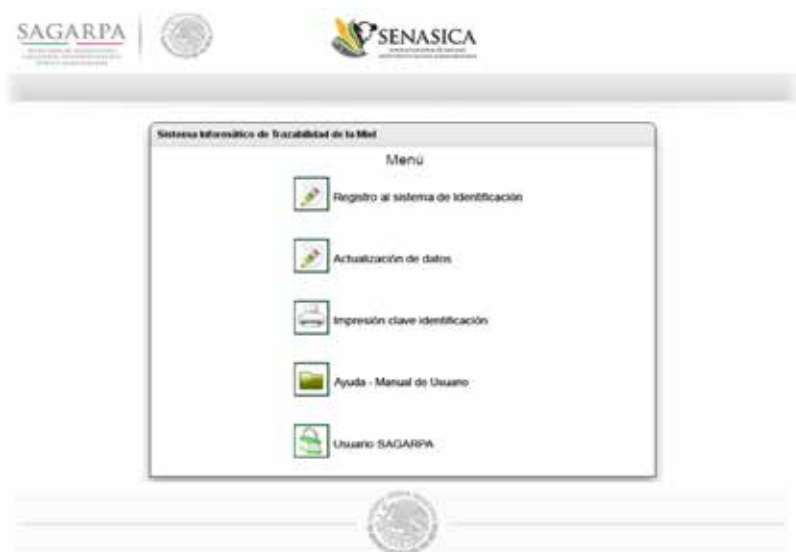 SAGARPA
SENASICA
Sistema Informático de Trazabilidad de la Miel
Menú
Registro al sistema de Identificación
Actualización de datos
Impresión clave identificación
Ayuda - Manual de Usuario
Usuario SAGARPA